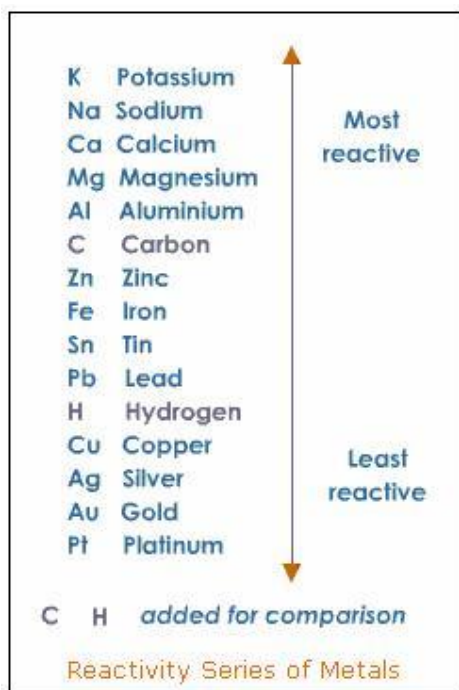 K Potassium
Na Sodium
Ca Calcium
Mg Magnesium
Al Aluminium
C Carbon
Zn Zinc
Fe Iron
Sn Tin
Pb Lead
H Hydrogen
Cu Copper
Ag Silver
Au Gold
Pt Platinum
Most
reactive
Least
reactive
C H added for comparison
Reactivity Series of Metals